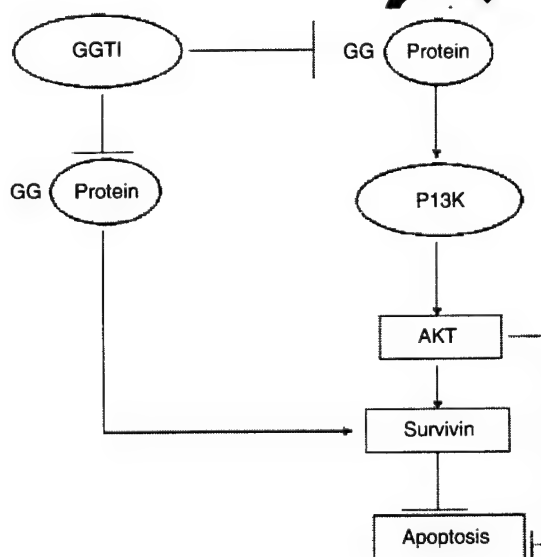 GGTI
GG Protein
GG Protein
P13K
AKT
Survivin
Apoptosis